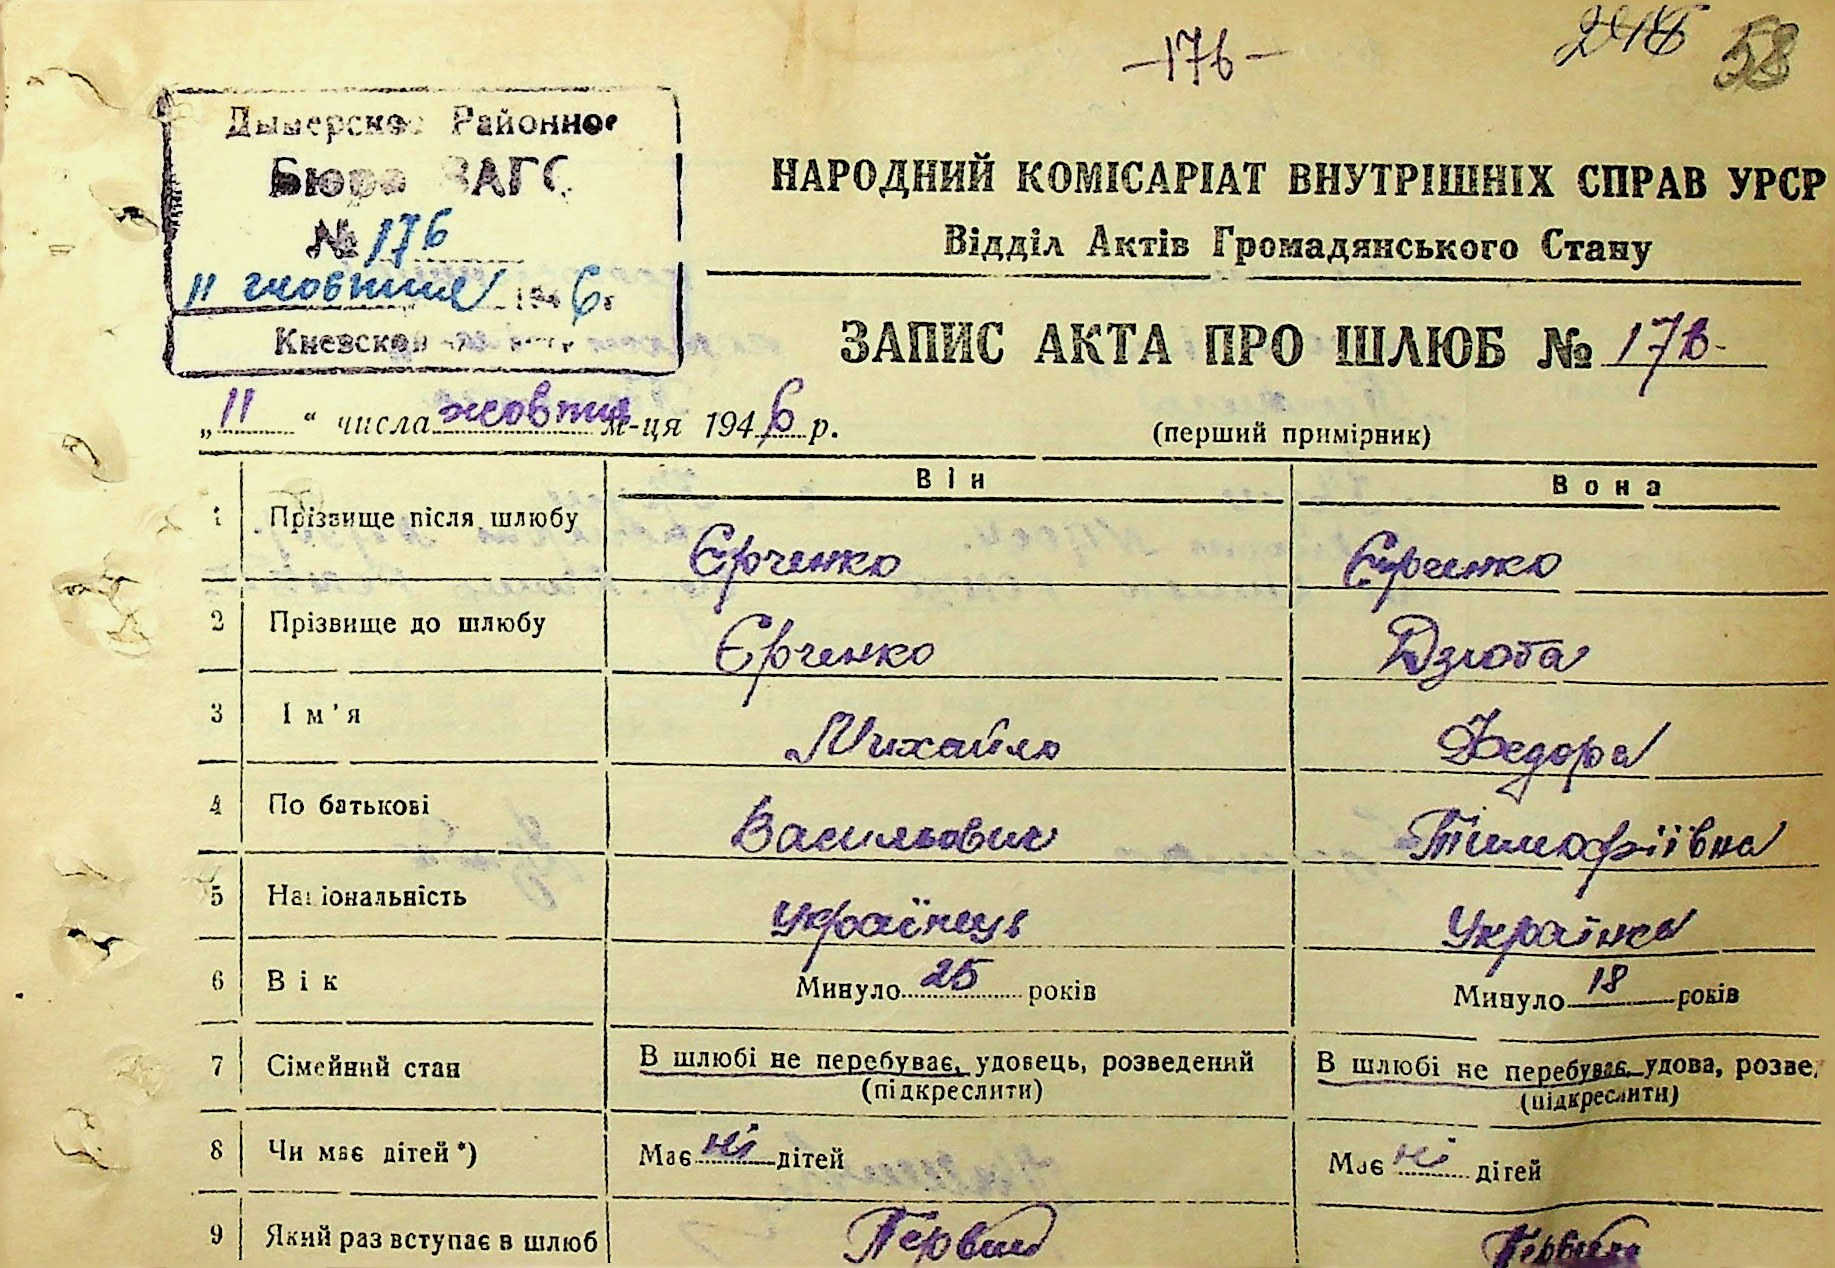 -176-
58
Дымерское Районное
Бюро ЗАГС
№ 176
11 жовтня 1946 г
Киевской
НАРОДНИЙ КОМІСАРІАТ ВНУТРІШНІХ СПРАВ УРСР
Відділ Актів Громадянського Стану
ЗАПИС АКТА ПРО ШЛЮБ № 176
„11“ числа жовтня м-ця 1946 р.
(перший примірник)
Він Вона
1 Прізвище після шлюбу Єрченко Єрченко
2 Прізвище до шлюбу Єрченко Дзюба
3 Ім'я Михайло Федора
4 По батькові Васильович Тимофіївна
5 Національність українець Українка
6 Вік Минуло 25 років Минуло 18 років
7 Сімейний стан В шлюбі не перебуває, удовець, розведений В шлюбі не перебуває, удова, розве
(підкреслити) (підкреслити)
8 Чи має дітей *) Має ні дітей Має ні дітей
9 Який раз вступає в шлюб Первий